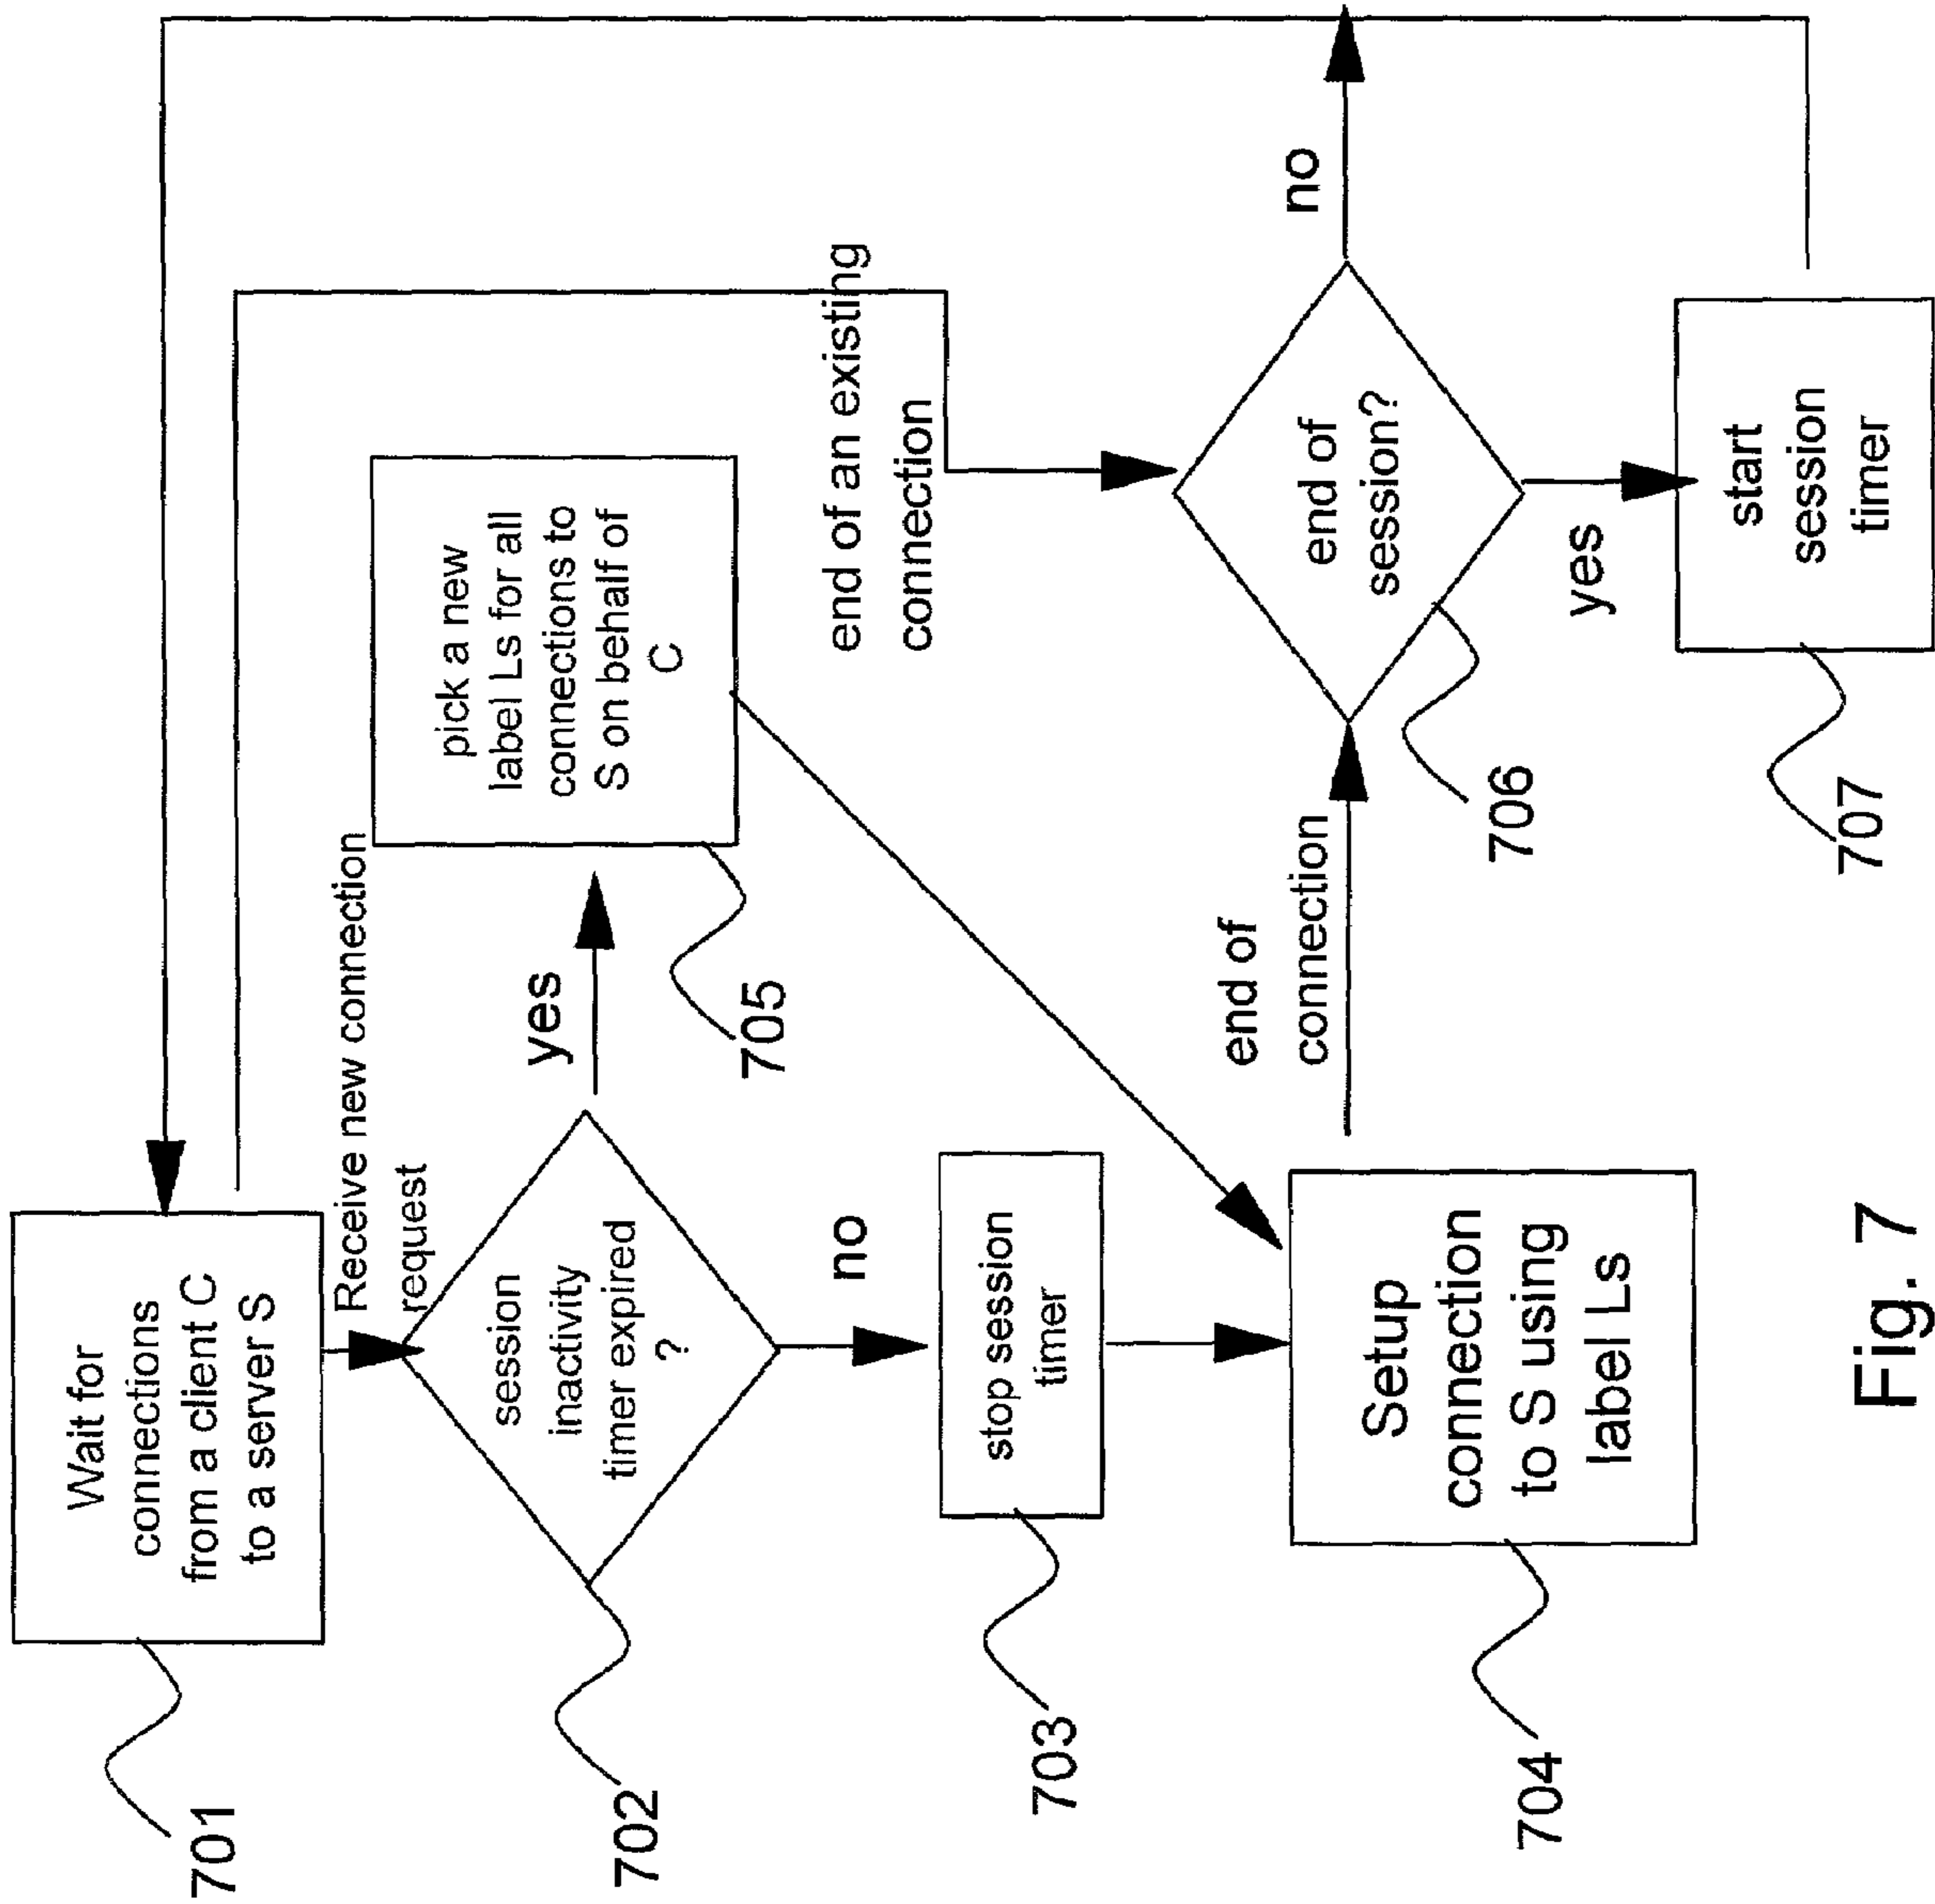 Wait for
connections
from a client C
to a server S
701
Receive new connection
request
session
inactivity
timer expired
?
702
yes
no
pick a new
label Ls for all
connections to
S on behalf of
C
705
stop session
timer
703
Setup
connection
to S using
label Ls
704
end of
connection
end of an existing
connection
end of
session?
706
no
yes
start
session
timer
707
Fig. 7